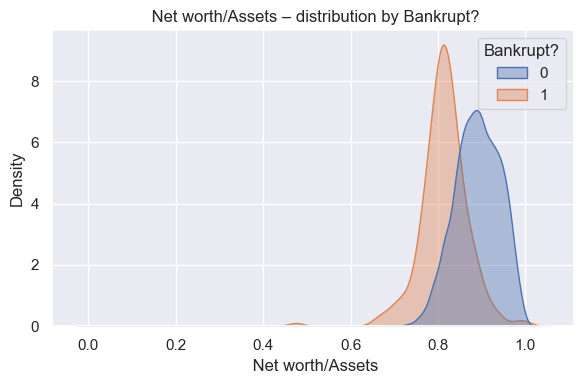 Net worth/Assets – distribution by Bankrupt?
Bankrupt?
0
1
Density
8
6
4
2
0
0.0 0.2 0.4 0.6 0.8 1.0
Net worth/Assets